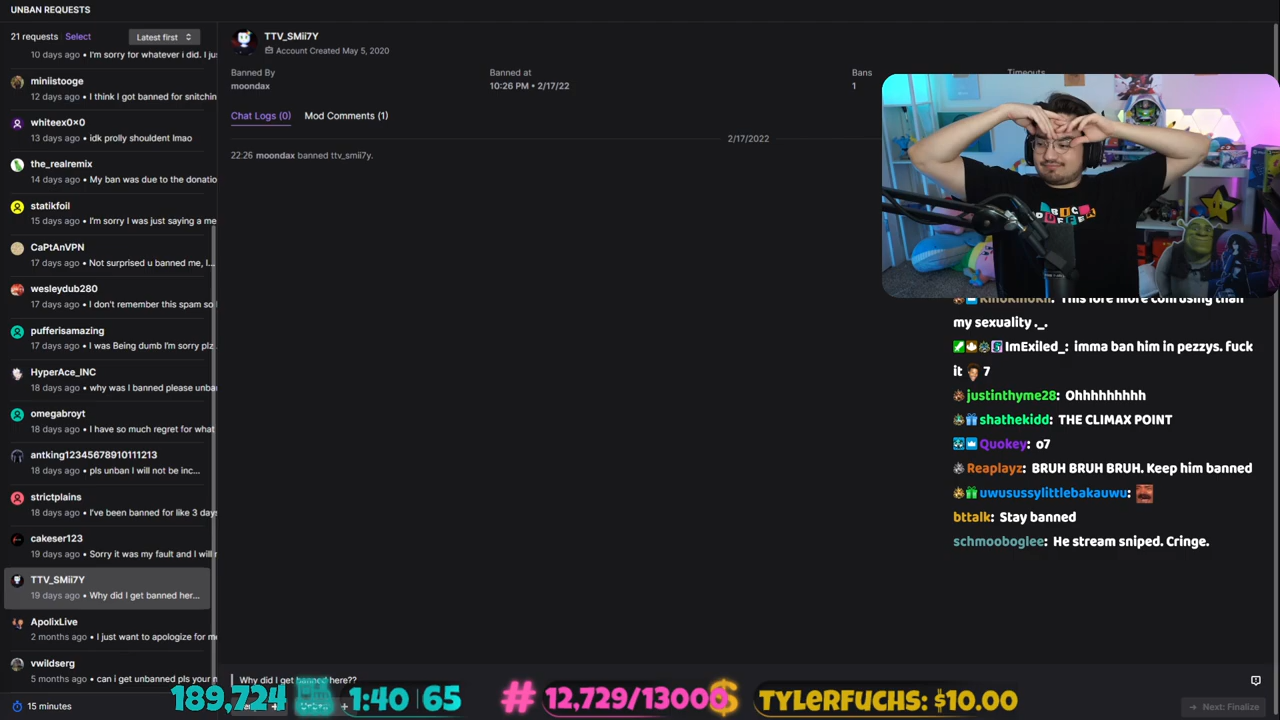 UNBAN REQUESTS
21 requests Select Latest first
10 days ago • I'm sorry for whatever i did. I jus
miniistooge
12 days ago • I think I got banned for snitchin
whiteex0x0
13 days ago • idk prolly shouldent lmao
the_realremix
14 days ago • My ban was due to the donatio
statikfoil
15 days ago • I'm sorry I was just saying a me
CaPtAnVPN
17 days ago • Not surprised u banned me, I...
wesleydub280
17 days ago • I don't remember this spam so
pufferisamazing
17 days ago • I was Being dumb I'm sorry plz
HyperAce_INC
18 days ago • why was I banned please unba
omegabroyt
18 days ago • I have so much regret for what
antking12345678910111213
18 days ago • pls unban I will not be inc...
strictplains
18 days ago • I've been banned for like 3 days
cakeser123
19 days ago • Sorry it was my fault and I will
TTV_SMii7Y
19 days ago • Why did I get banned her...
ApolixLive
2 months ago • I just want to apologize for me
vwildserg
5 months ago • can i get unbanned pls your
15 minutes
TTV_SMii7Y
Account Created May 5, 2020
Banned By Banned at Bans Timeouts
moondax 10:26 PM • 2/17/22 1
Chat Logs (0) Mod Comments (1)
2/17/2022
22:26 moondax banned ttv_smii7y.
This lore more confusing than
my sexuality ._.
ImExiled_: imma ban him in pezzys. fuck
it 7
justinthyme28: Ohhhhhhhhh
shathekidd: THE CLIMAX POINT
Quokey: o7
Reaplayz: BRUH BRUH BRUH. Keep him banned
uwusussylittlebakauwu:
bttalk: Stay banned
schmooboglee: He stream sniped. Cringe.
Why did I get banned here??
189,724 1:40 65 # 12,729/13000 $ TYLERFUCHS: $10.00
Next: Finalize